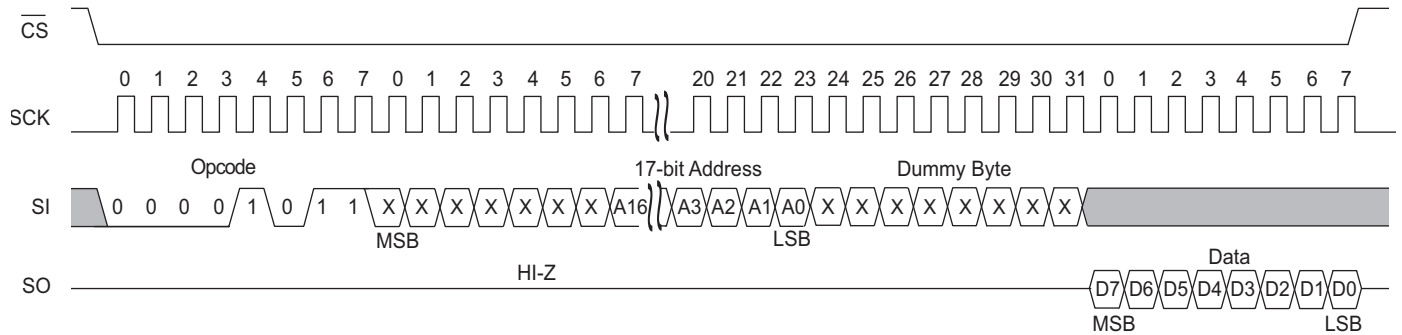 CS
0 1 2 3 4 5 6 7 0 1 2 3 4 5 6 7 20 21 22 23 24 25 26 27 28 29 30 31 0 1 2 3 4 5 6 7
SCK
Opcode 17-bit Address Dummy Byte
SI 0 0 0 0 1 0 1 1 X X X X X X X A16 A3 A2 A1 A0 X X X X X X X X
MSB LSB
HI-Z Data
SO D7 D6 D5 D4 D3 D2 D1 D0
MSB LSB